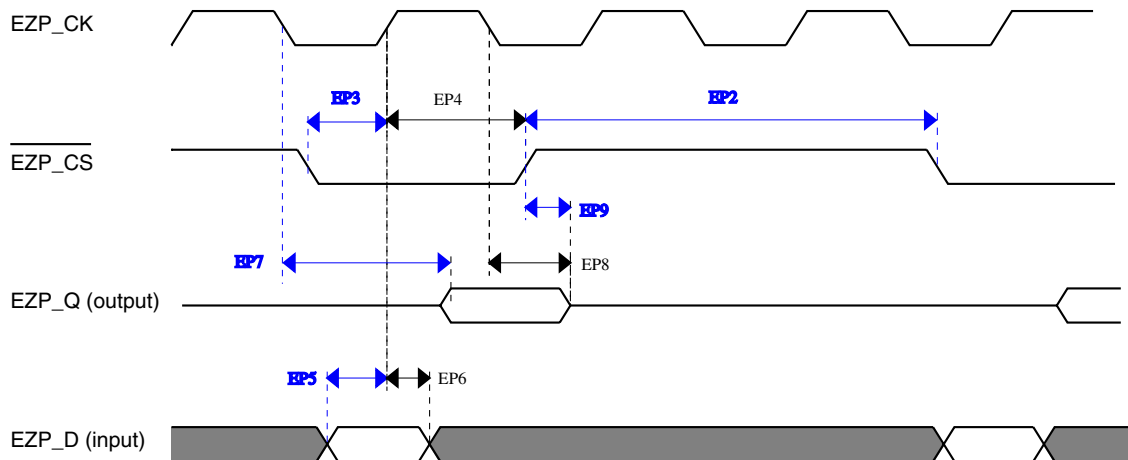 EZP_CK
EP3
EP4
EP2
EZP_CS
EP9
EP7
EP8
EZP_Q (output)
EP5
EP6
EZP_D (input)